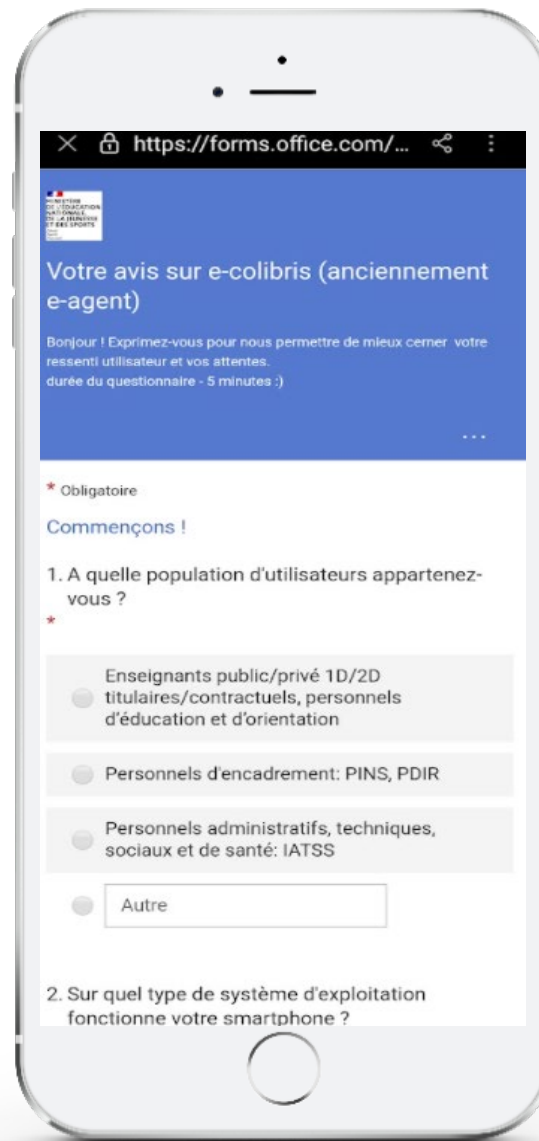 https://forms.office.com/...
MINISTÈRE
DE L'ÉDUCATION
NATIONALE,
DE LA JEUNESSE
ET DES SPORTS
Votre avis sur e-colibris (anciennement
e-agent)
Bonjour ! Exprimez-vous pour nous permettre de mieux cerner votre
ressenti utilisateur et vos attentes.
durée du questionnaire - 5 minutes :)
...
* Obligatoire
Commençons !
1. A quelle population d'utilisateurs appartenez-
vous ?
*
Enseignants public/privé 1D/2D
titulaires/contractuels, personnels
d'éducation et d'orientation
Personnels d'encadrement: PINS, PDIR
Personnels administratifs, techniques,
sociaux et de santé: IATSS
Autre
2. Sur quel type de système d'exploitation
fonctionne votre smartphone ?